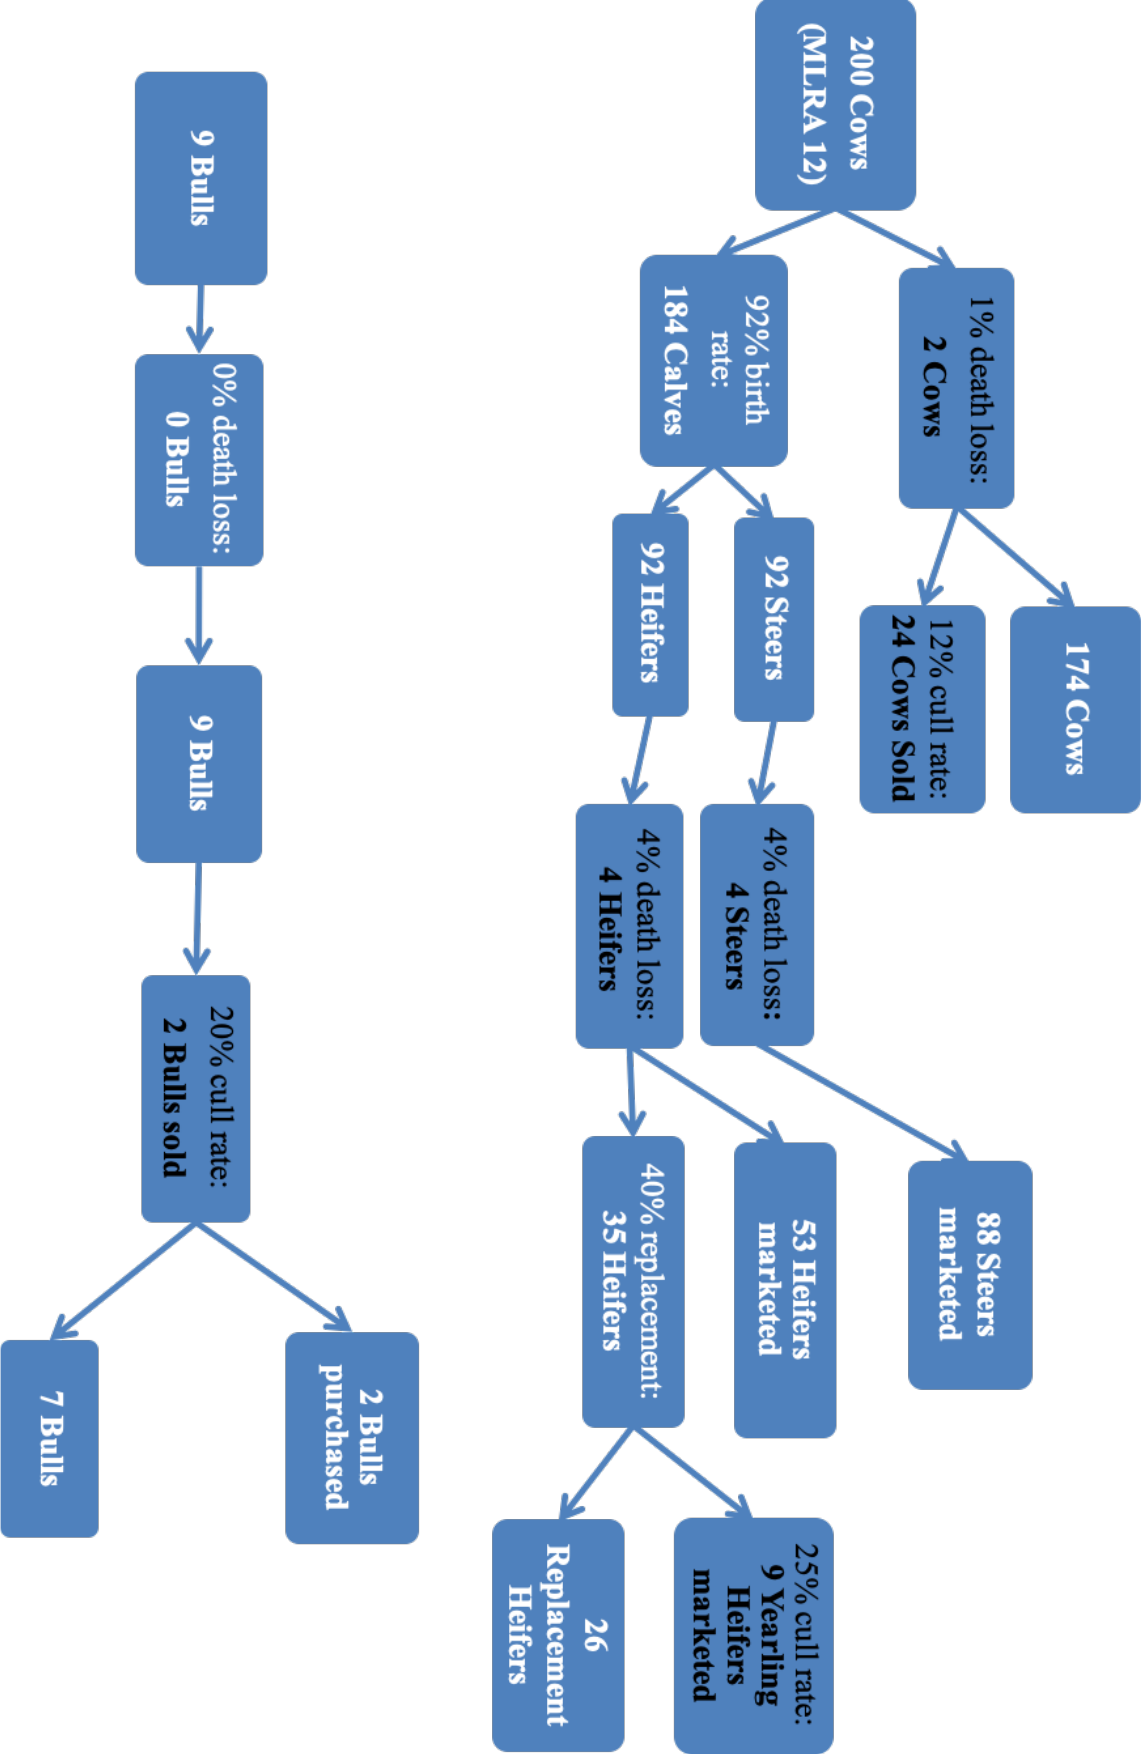 200 Cows
(MLRA 12)
1% death loss:
2 Cows
174 Cows
12% cull rate:
24 Cows Sold
92% birth
rate:
184 Calves
92 Steers
4% death loss:
4 Steers
88 Steers
marketed
92 Heifers
4% death loss:
4 Heifers
53 Heifers
marketed
40% replacement:
35 Heifers
25% cull rate:
9 Yearling
Heifers
marketed
26
Replacement
Heifers
9 Bulls
0% death loss:
0 Bulls
9 Bulls
20% cull rate:
2 Bulls sold
2 Bulls
purchased
7 Bulls